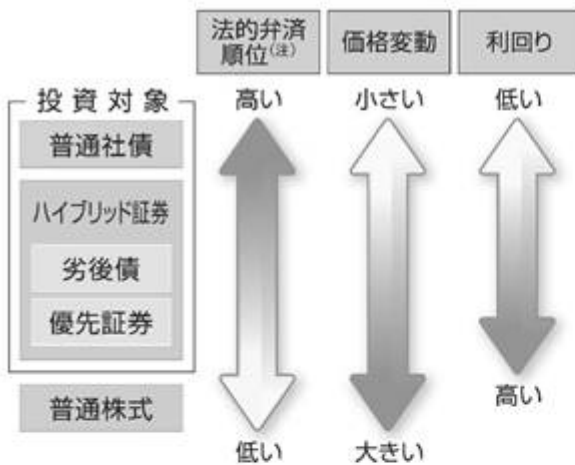 法的弁済
順位(注)
価格変動
利回り
高い
小さい
低い
投資対象
普通社債
ハイブリッド証券
劣後債
優先証券
普通株式
高い
低い
大きい